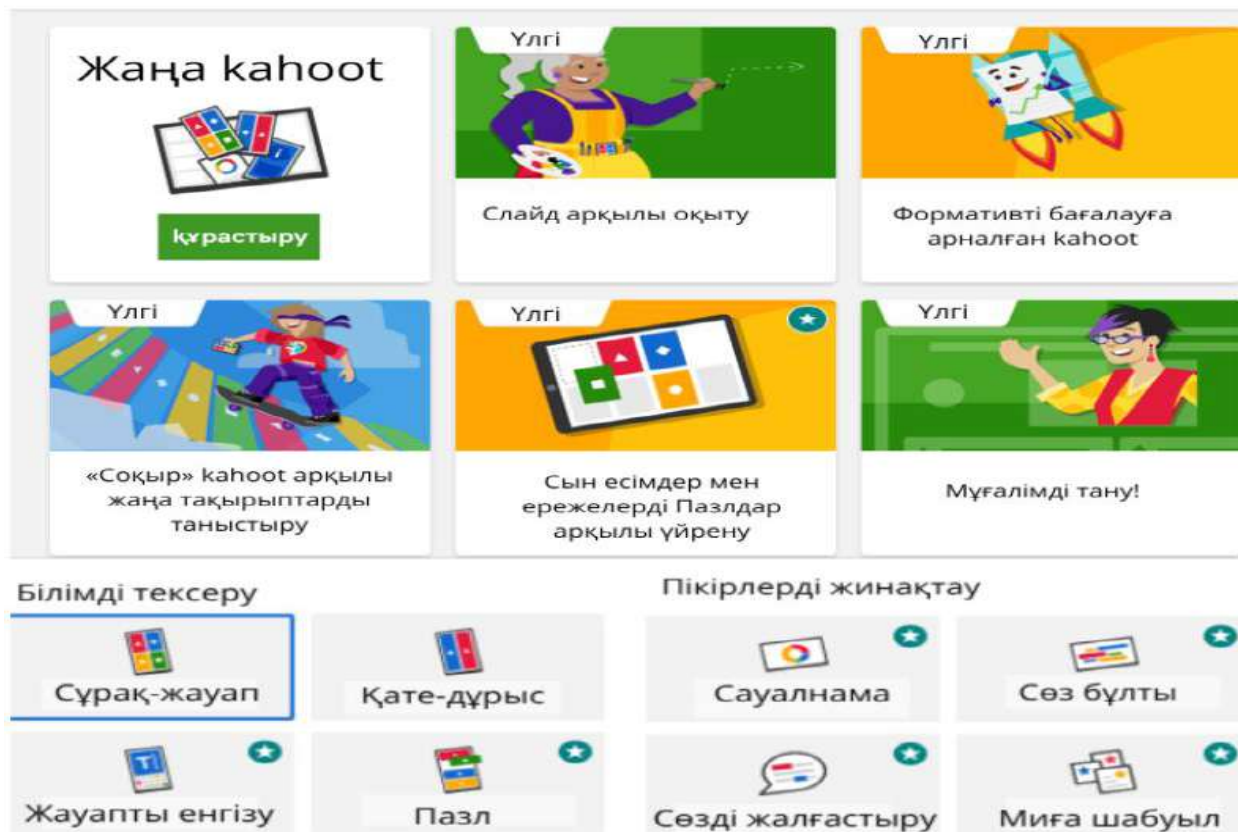 Жаңа kahoot
құрастыру
Үлгі
Слайд арқылы оқыту
Үлгі
Формативті бағалауға
арналған kahoot
Үлгі
«Соқыр» kahoot арқылы
жаңа тақырыптарды
таныстыру
Үлгі
Сын есімдер мен
ережелерді Пазлдар
арқылы үйрену
Үлгі
Мұғалімді тану!
Білімді тексеру
Сұрақ-жауап
Қате-дұрыс
Жауапты енгізу
Пазл
Пікірлерді жинақтау
Сауалнама
Сөз бұлты
Сөзді жалғастыру
Миға шабуыл